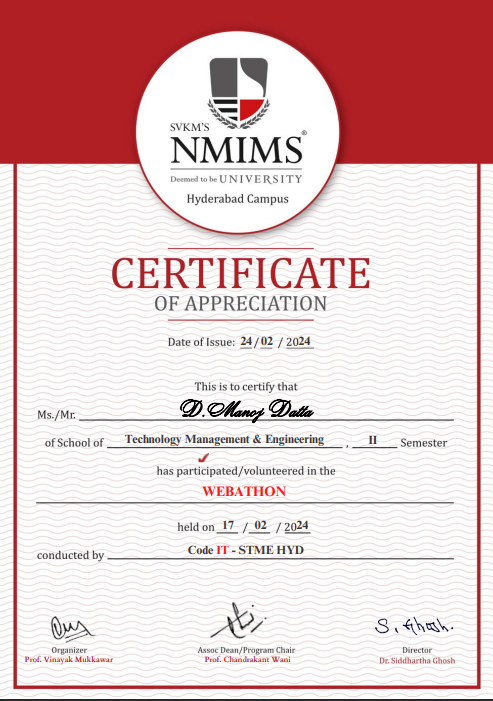 SVKM'S
NMIMS®
Deemed to be UNIVERSITY
Hyderabad Campus
CERTIFICATE
OF APPRECIATION
Date of Issue: 24/02 / 2024
This is to certify that
Ms./Mr. D. Manoj Datta
of School of Technology Management & Engineering , II Semester
has participated/volunteered in the
WEBATHON
held on 17 / 02 / 2024
conducted by Code IT - STME HYD
S. Ghosh.
Organizer Assoc Dean/Program Chair Director
Prof. Vinayak Mukkawar Prof. Chandrakant Wani Dr. Siddhartha Ghosh